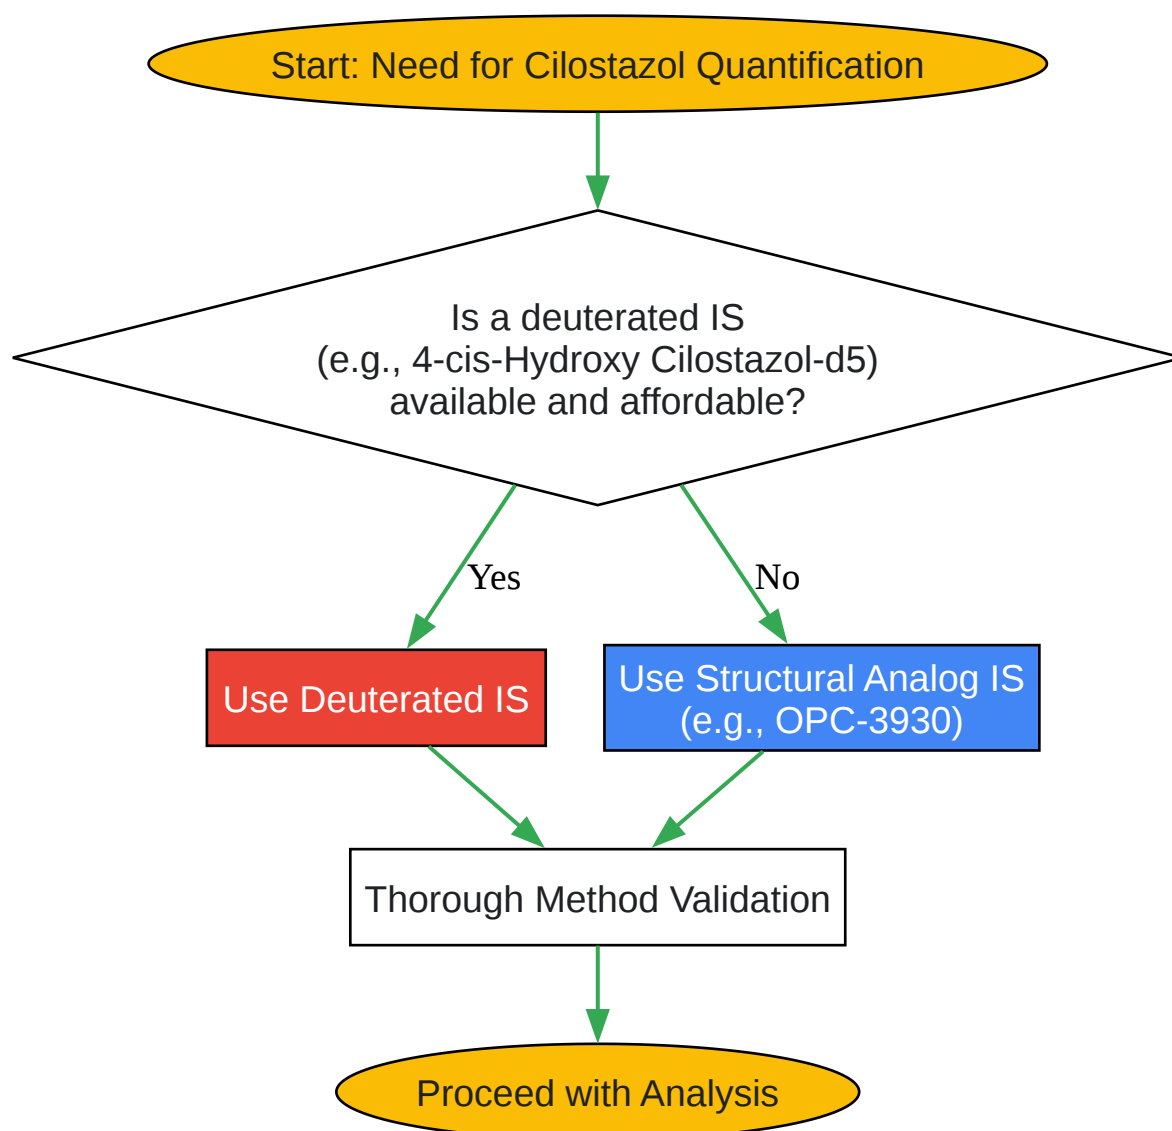 Start: Need for Cilostazol Quantification
Is a deuterated IS
(e.g., 4-cis-Hydroxy Cilostazol-d5)
available and affordable?
Yes
No
Use Deuterated IS
Use Structural Analog IS
(e.g., OPC-3930)
Thorough Method Validation
Proceed with Analysis